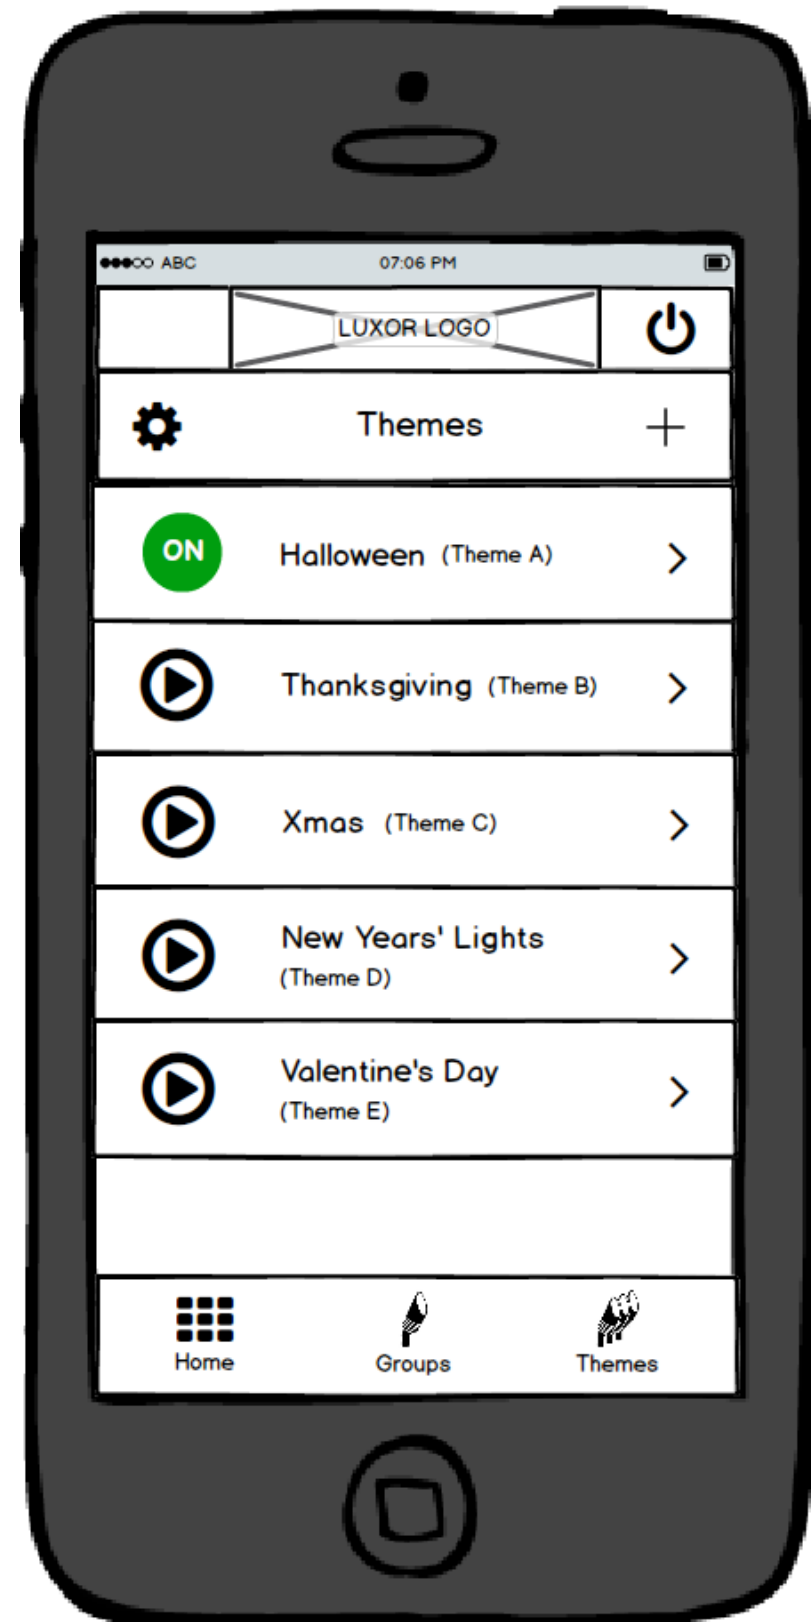 ABC 07:06 PM
LUXOR LOGO
Themes
ON Halloween (Theme A)
Thanksgiving (Theme B)
Xmas (Theme C)
New Years' Lights
(Theme D)
Valentine's Day
(Theme E)
Home Groups Themes